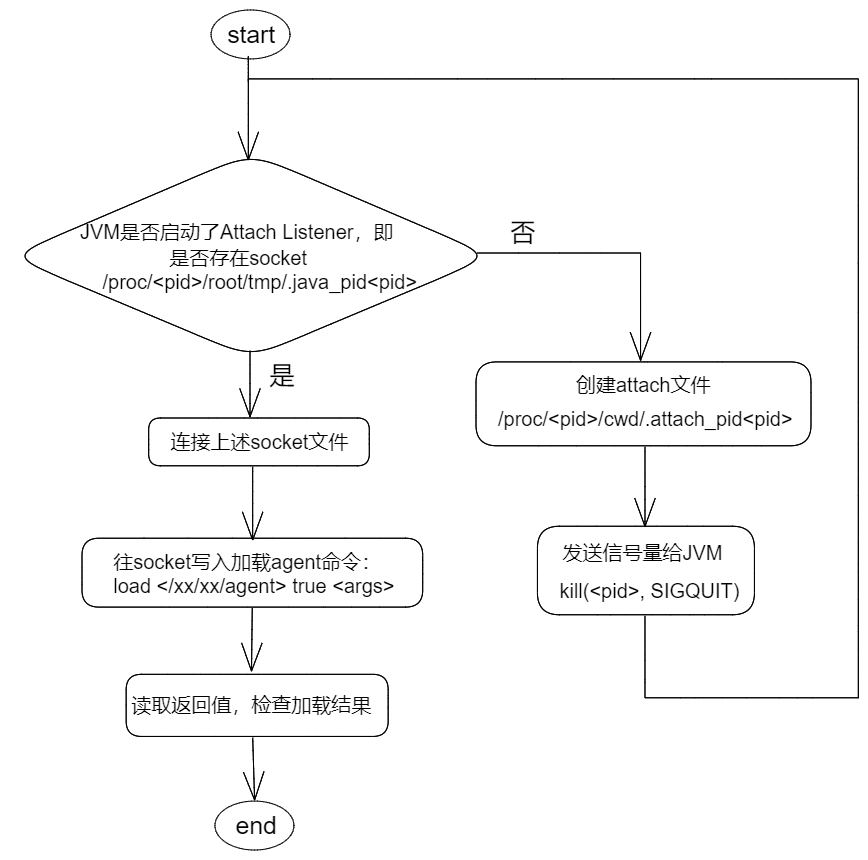 start
JVM是否启动了Attach Listener，即
是否存在socket
/proc/<pid>/root/tmp/.java_pid<pid>
否
是
创建attach文件
/proc/<pid>/cwd/.attach_pid<pid>
连接上述socket文件
发送信号量给JVM
kill(<pid>, SIGQUIT)
往socket写入加载agent命令：
load </xx/xx/agent> true <args>
读取返回值，检查加载结果
end